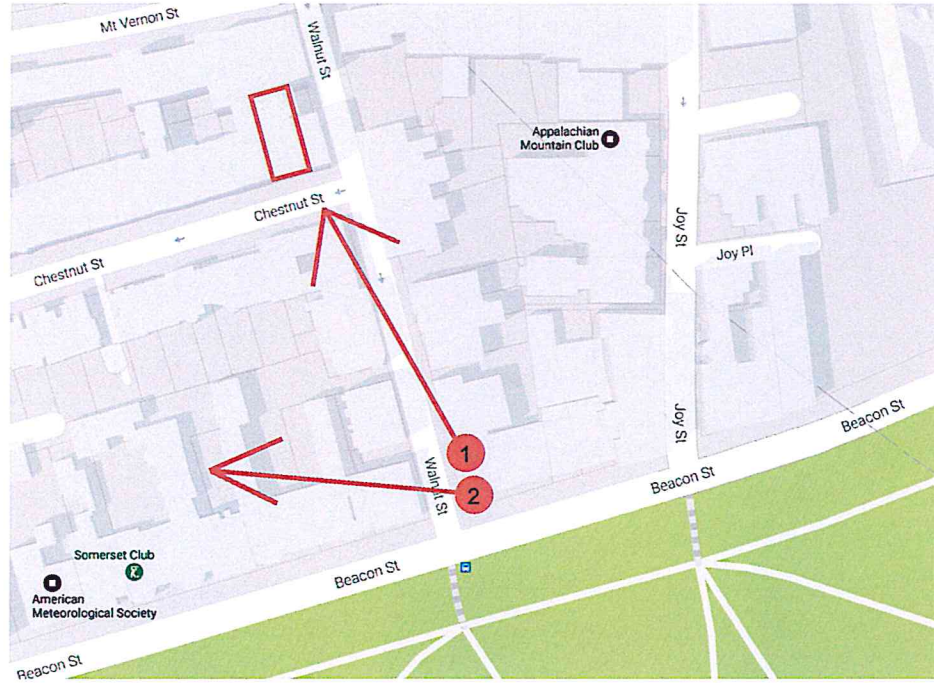 Mt Vernon St
Walnut St
Appalachian
Mountain Club
Chestnut St
Joy St
Joy Pl
Chestnut St
Joy St
Beacon St
1
Walnut St
Beacon St
2
Somerset Club
Beacon St
American
Meteorological Society
Beacon St